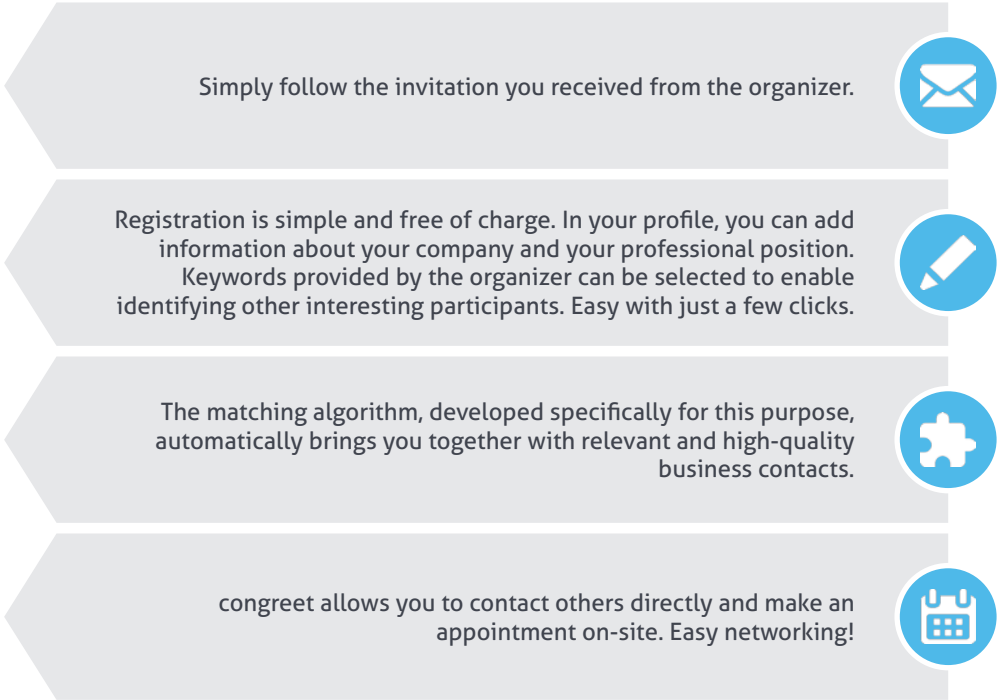 Simply follow the invitation you received from the organizer.
Registration is simple and free of charge. In your profile, you can add
information about your company and your professional position.
Keywords provided by the organizer can be selected to enable
identifying other interesting participants. Easy with just a few clicks.
The matching algorithm, developed specifically for this purpose,
automatically brings you together with relevant and high-quality
business contacts.
congreet allows you to contact others directly and make an
appointment on-site. Easy networking!